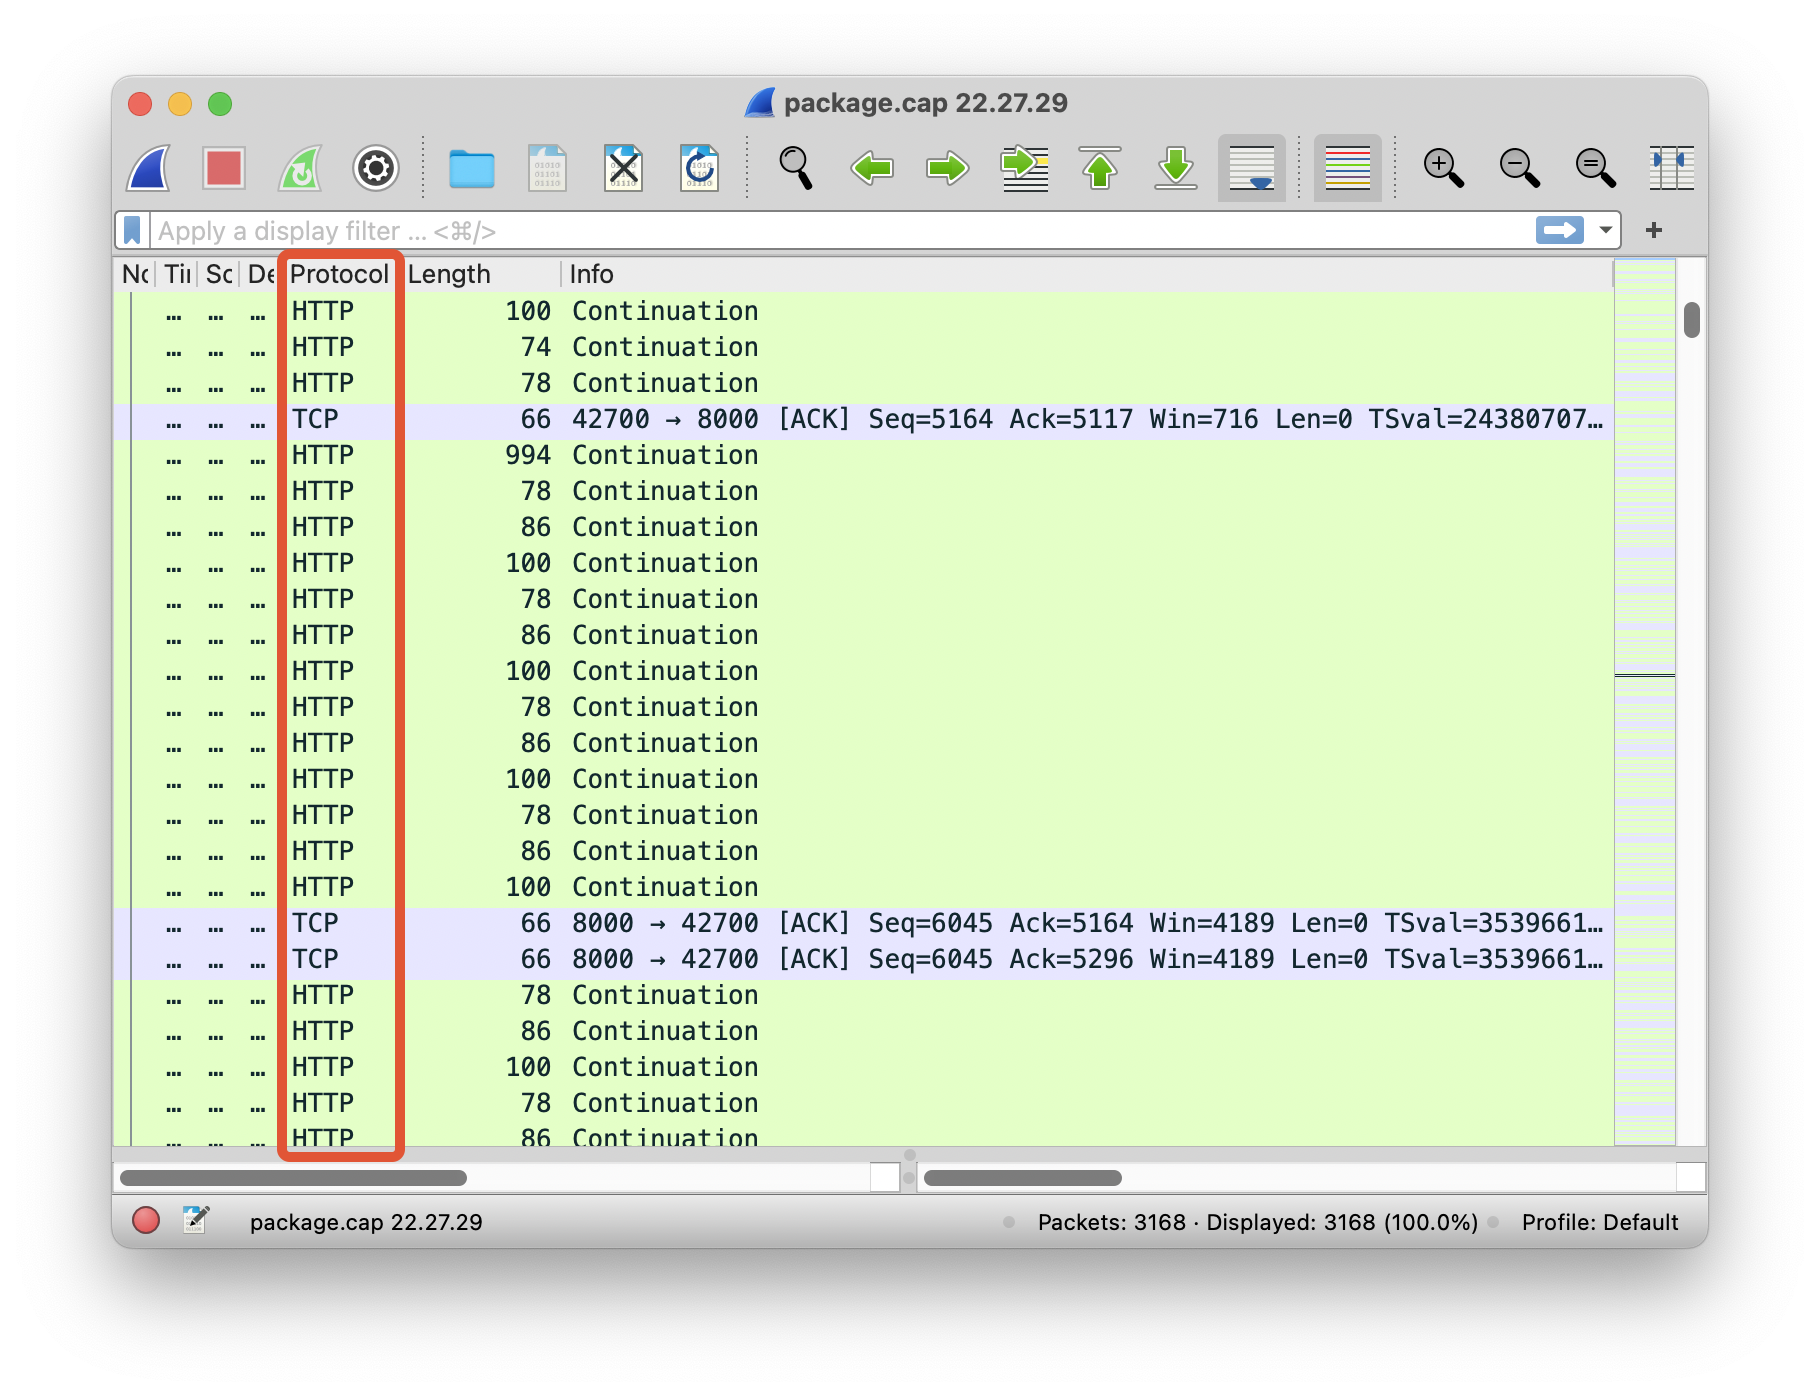 package.cap 22.27.29
Apply a display filter … <⌘/>
Protocol Length Info
… … … HTTP 100 Continuation
… … … HTTP 74 Continuation
… … … HTTP 78 Continuation
… … … TCP 66 42700 → 8000 [ACK] Seq=5164 Ack=5117 Win=716 Len=0 TSval=24380707…
… … … HTTP 994 Continuation
… … … HTTP 78 Continuation
… … … HTTP 86 Continuation
… … … HTTP 100 Continuation
… … … HTTP 78 Continuation
… … … HTTP 86 Continuation
… … … HTTP 100 Continuation
… … … HTTP 78 Continuation
… … … HTTP 86 Continuation
… … … HTTP 100 Continuation
… … … HTTP 78 Continuation
… … … HTTP 86 Continuation
… … … HTTP 100 Continuation
… … … TCP 66 8000 → 42700 [ACK] Seq=6045 Ack=5164 Win=4189 Len=0 TSval=3539661…
… … … TCP 66 8000 → 42700 [ACK] Seq=6045 Ack=5296 Win=4189 Len=0 TSval=3539661…
… … … HTTP 78 Continuation
… … … HTTP 86 Continuation
… … … HTTP 100 Continuation
… … … HTTP 78 Continuation
… … … HTTP 86 Continuation
package.cap 22.27.29 Packets: 3168 · Displayed: 3168 (100.0%) Profile: Default